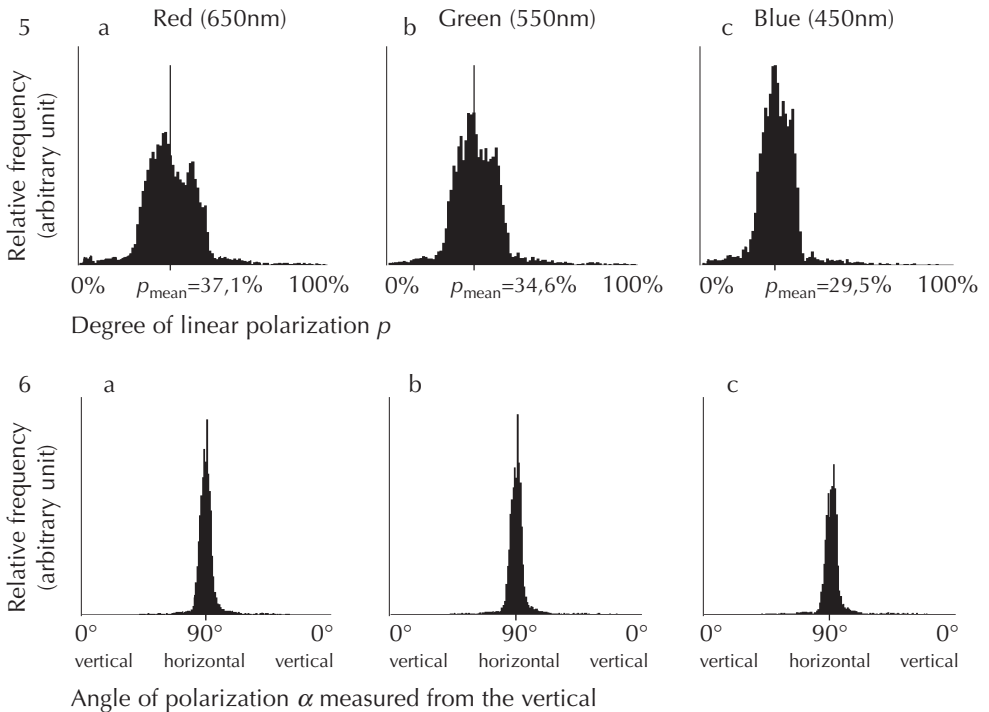 Red (650nm) Green (550nm) Blue (450nm)
5 a b c
Relative frequency
(arbitrary unit)
0% pmean=37,1% 100% 0% pmean=34,6% 100% 0% pmean=29,5% 100%
Degree of linear polarization p
6 a b c
Relative frequency
(arbitrary unit)
0° 90° 0° 0° 90° 0° 0° 90° 0°
vertical horizontal vertical vertical horizontal vertical vertical horizontal vertical
Angle of polarization α measured from the vertical